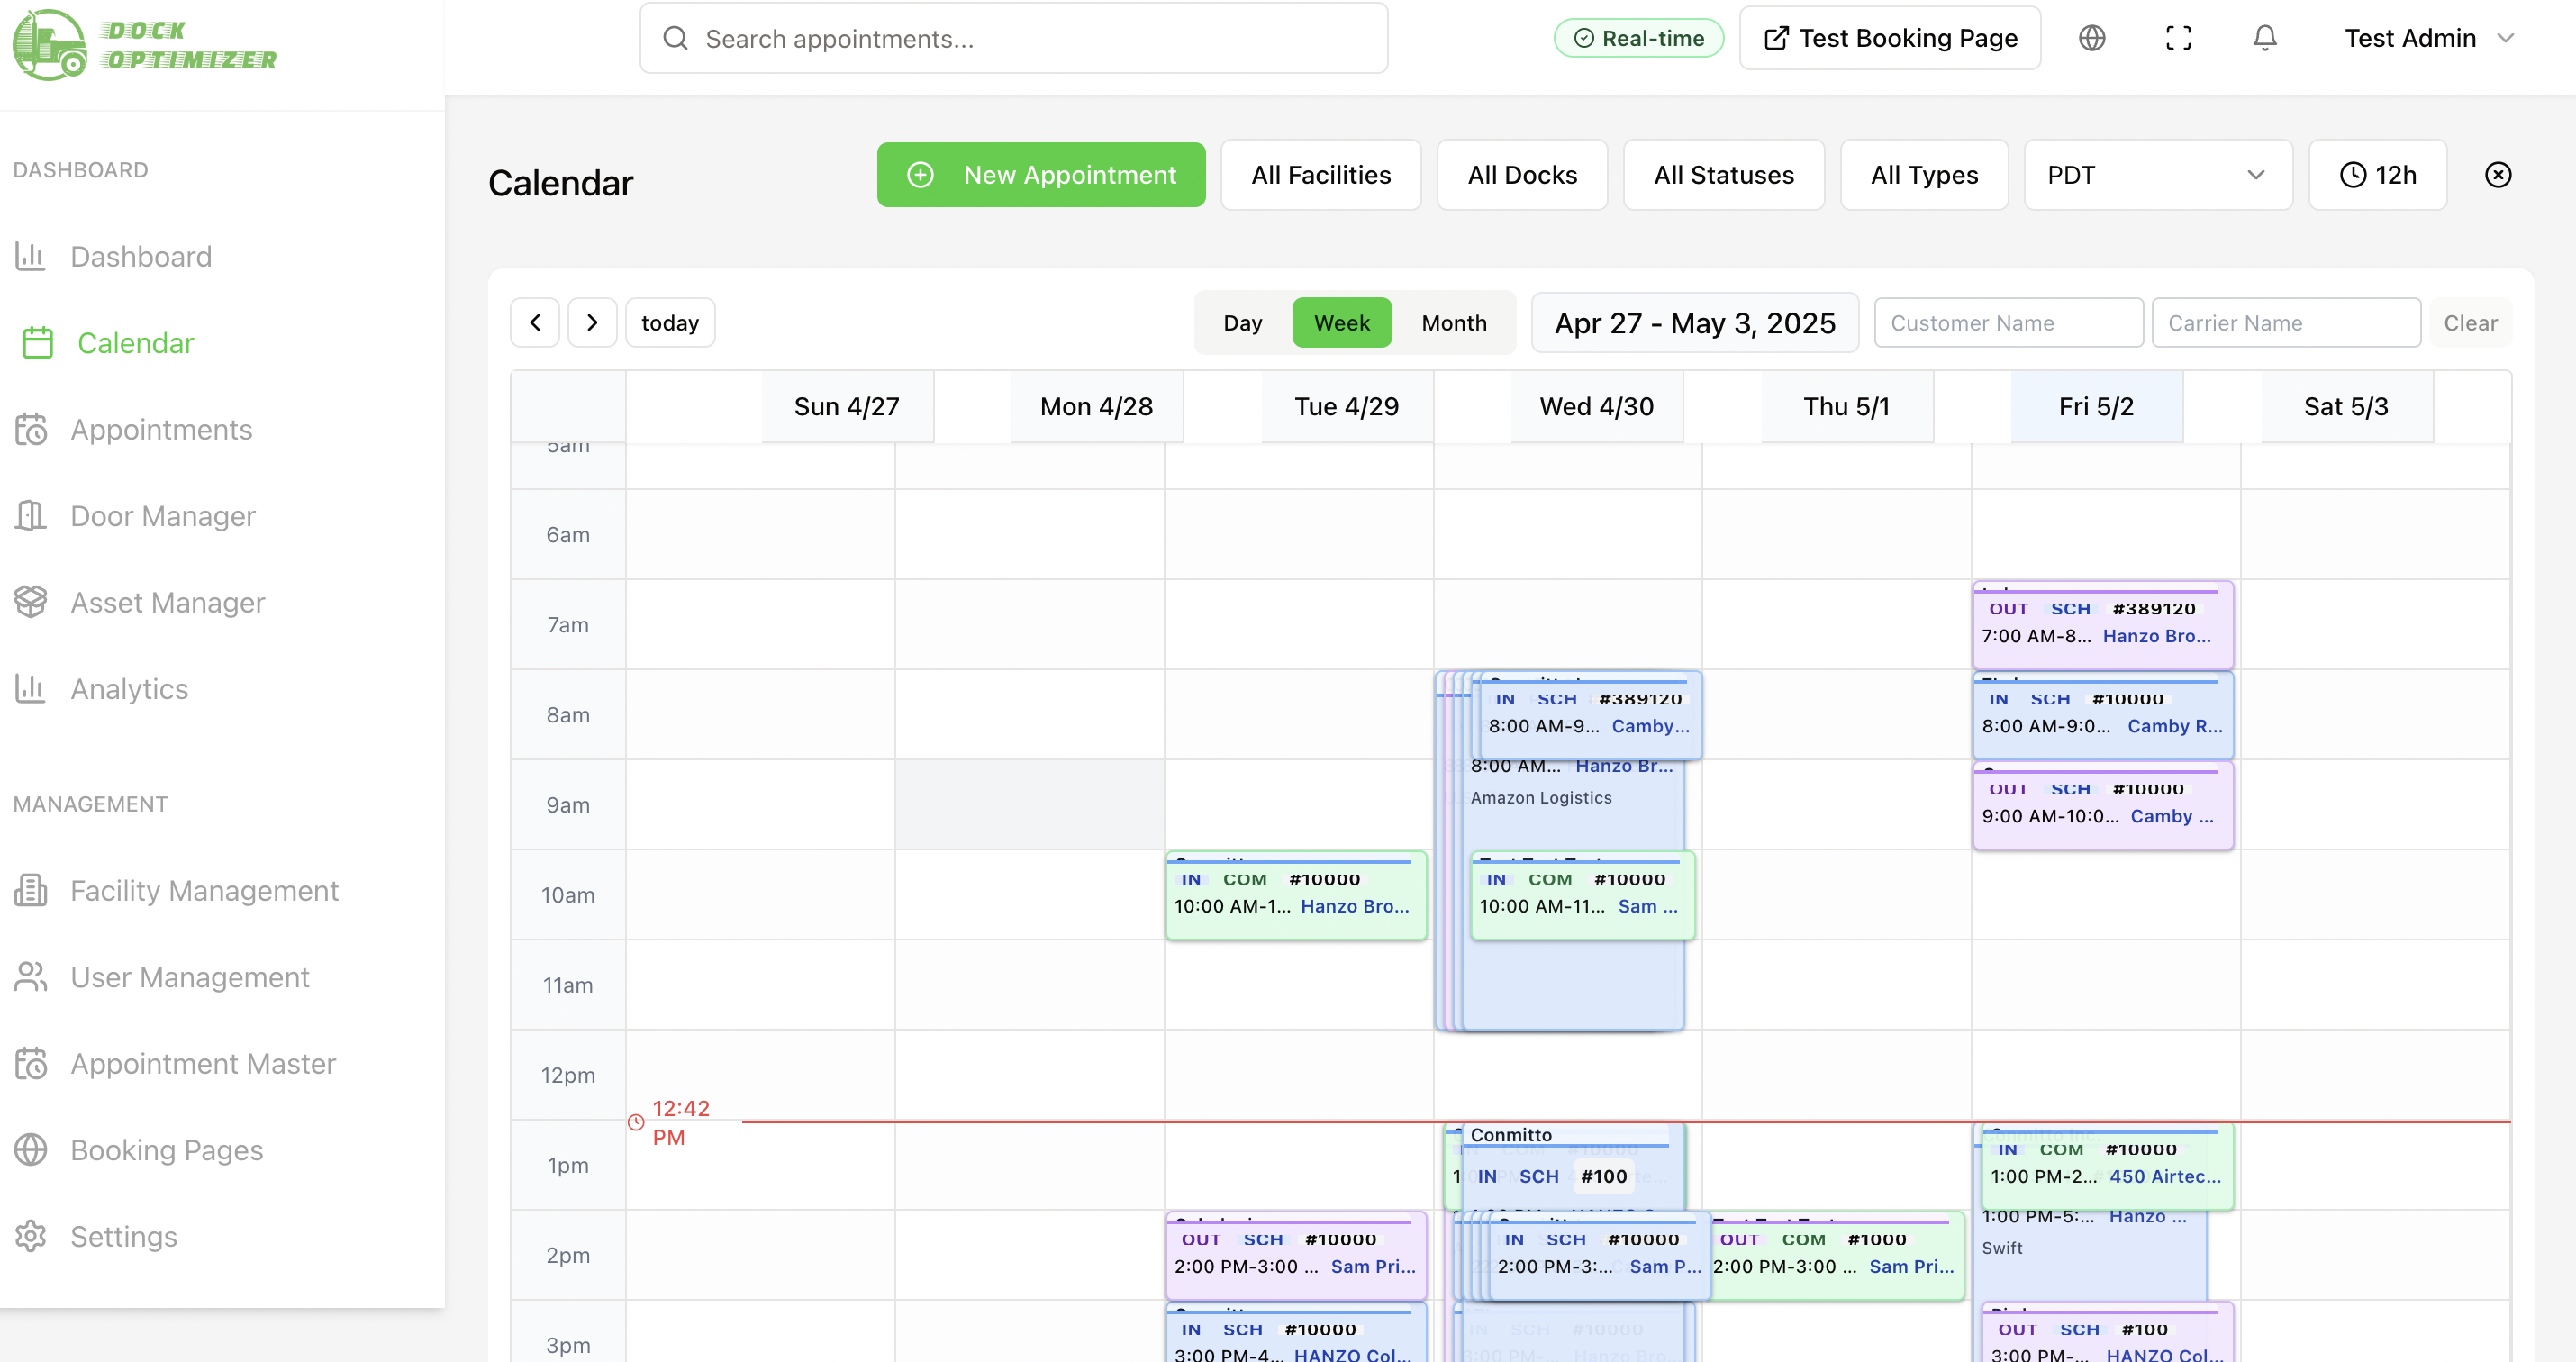 DOCK
OPTIMIZER
Search appointments...
Real-time
Test Booking Page
Test Admin
DASHBOARD
Dashboard
Calendar
Appointments
Door Manager
Asset Manager
Analytics
MANAGEMENT
Facility Management
User Management
Appointment Master
Booking Pages
Settings
Calendar
New Appointment
All Facilities
All Docks
All Statuses
All Types
PDT
12h
today
Day
Week
Month
Apr 27 - May 3, 2025
Customer Name
Carrier Name
Clear
Sun 4/27
Mon 4/28
Tue 4/29
Wed 4/30
Thu 5/1
Fri 5/2
Sat 5/3
5am
6am
7am
8am
9am
10am
11am
12pm
12:42
PM
1pm
2pm
3pm
IN COM #10000
10:00 AM-1... Hanzo Bro...
OUT SCH #10000
2:00 PM-3:00 ... Sam Pri...
IN SCH #10000
3:00 PM-4... HANZO Col...
IN SCH #389120
8:00 AM-9... Camby...
8:00 AM... Hanzo Br...
Amazon Logistics
IN COM #10000
10:00 AM-11... Sam ...
Conmitto
IN SCH #100
IN SCH #10000
2:00 PM-3:... Sam P...
IN SCH #10000
3:00 PM-... Hanzo Bro...
OUT COM #1000
2:00 PM-3:00 ... Sam Pri...
OUT SCH #389120
7:00 AM-8... Hanzo Bro...
IN SCH #10000
8:00 AM-9:0... Camby R...
OUT SCH #10000
9:00 AM-10:0... Camby ...
Conmitto Inc.
IN COM #10000
1:00 PM-2... 450 Airtec...
1:00 PM-5:... Hanzo ...
Swift
OUT SCH #100
3:00 PM-... HANZO Col...